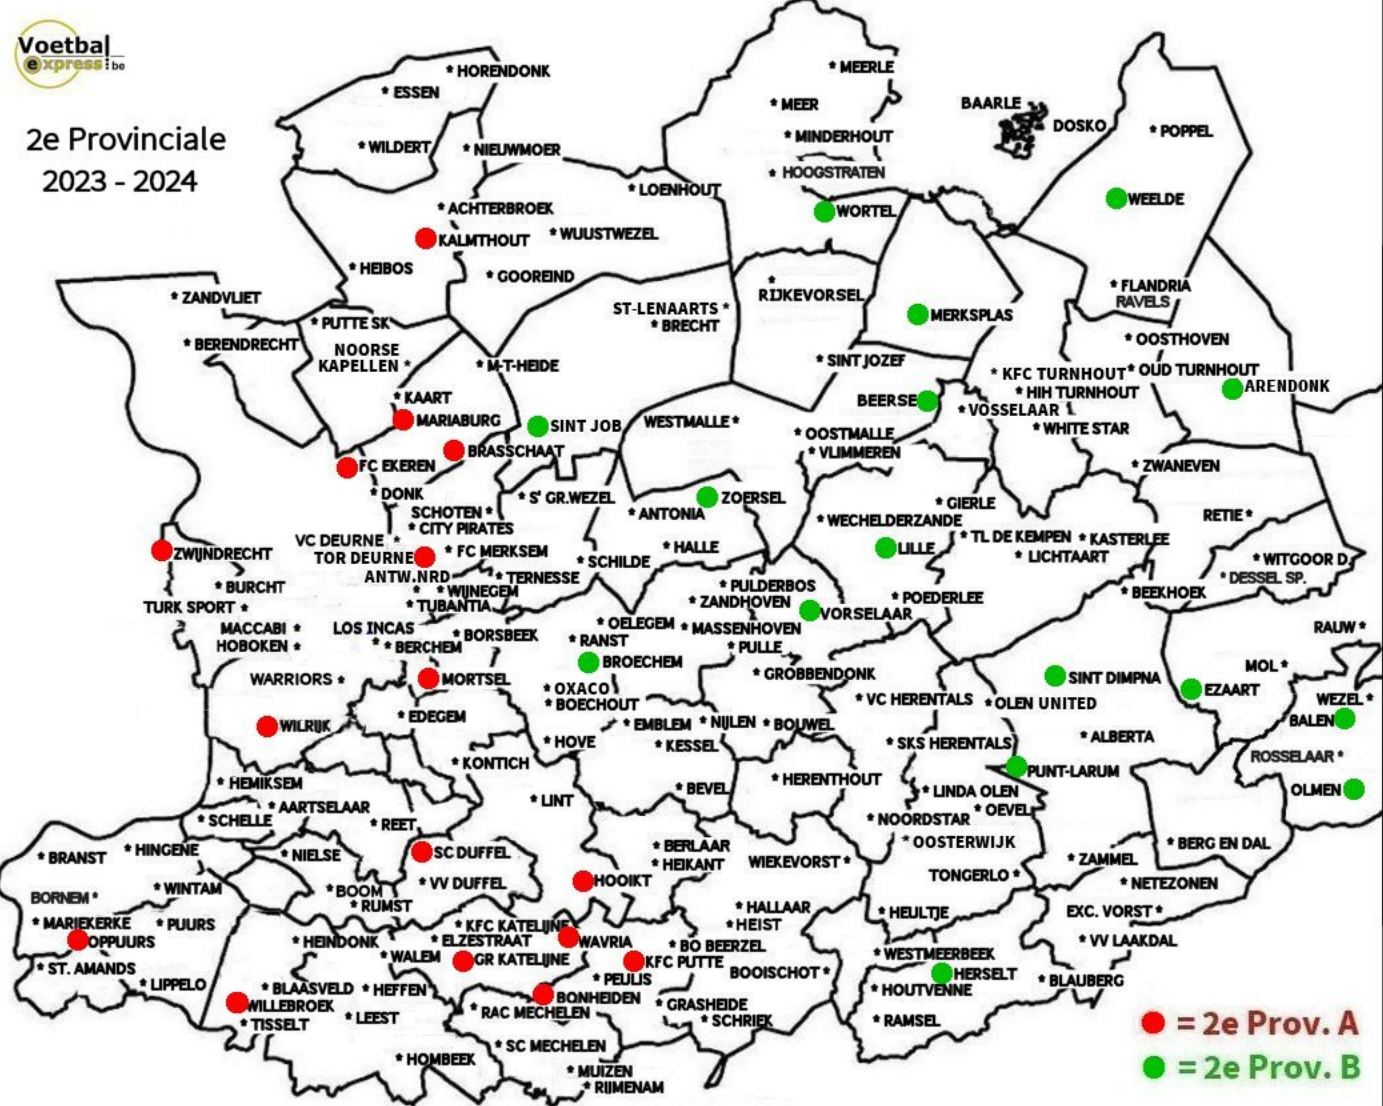 Voetbal
express.be
2e Provinciale
2023 - 2024
* HORENDONK
* ESSEN
* WILDERT
* NIEUWMOER
* MEERLE
* MEER
BAARLE
DOSKO
* MINDERHOUT
* POPPEL
* HOOGSTRATEN
* LOENHOUT
WEELDE
* ACHTERBROEK
WORTEL
KALMTHOUT
* WUUSTWEZEL
* HEIBOS
* GOOREIND
* FLANDRIA
RAVELS
* ZANDVLIET
*
RIJKEVORSEL
ST-LENAARTS *
* BRECHT
MERKSPLAS
* PUTTE SK
* BERENDRECHT
NOORSE
KAPELLEN *
* M-T-HEIDE
* SINT JOZEF
* OOSTHOVEN
* KFC TURNHOUT
* OUD TURNHOUT
ARENDONK
* HIH TURNHOUT
* KAART
BEERSE
* VOSSELAAR
MARIABURG
SINT JOB
WESTMALLE *
* OOSTMALLE
* WHITE STAR
BRASSCHAAT
* VLIMMEREN
FC EKEREN
* ZWANEVEN
* DONK
* S' GR.WEZEL
ZOERSEL
* GIERLE
SCHOTEN *
* ANTONIA
* WECHELDERZANDE
RETIE *
* CITY PIRATES
VC DEURNE *
* TL DE KEMPEN
* KASTERLEE
ZWIJNDRECHT
TOR DEURNE
* FC MERKSEM
* HALLE
LILLE
* LICHTAART
* WITGOOR D.
* SCHILDE
ANTW.NRD
*
* TERNESSE
* DESSEL SP.
* BURCHT
* WIJNEGEM
* PULDERBOS
* BEEKHOEK
TURK SPORT *
* TUBANTIA
* ZANDHOVEN
VORSELAAR
* POEDERLEE
MACCABI *
LOS INCAS
*
* OELEGEM
* MASSENHOVEN
RAUW *
HOBOKEN *
* BERCHEM
* BORSBEEK
* RANST
* PULLE
BROECHEM
MOL *
WARRIORS *
MORTSEL
* GROBBENDONK
SINT DIMPNA
EZAART
* OXACO
* BOECHOUT
* VC HERENTALS
* OLEN UNITED
WEZEL *
WILRIJK
* EDEGEM
* EMBLEM
* NIJLEN
* BOUWEL
BALEN
* HOVE
* KESSEL
* SKS HERENTALS
* ALBERTA
ROSSELAAR *
* KONTICH
PUNT-LARUM
* HEMIKSEM
* BEVEL
* HERENTHOUT
* LINDA OLEN
OLMEN
* LINT
* AARTSELAAR
* OEVEL
* SCHELLE
* REET
* NOORDSTAR
* OOSTERWIJK
* BERG EN DAL
* BRANST
* HINGENE
* NIELSE
SC DUFFEL
* BERLAAR
* HEIKANT
WIEKEVORST *
* ZAMMEL
* WINTAM
* BOOM
* VV DUFFEL
HOOIKT
TONGERLO *
* NETEZONEN
BORNEM *
* RUMST
* HALLAAR
* HEULTJE
EXC. VORST *
* MARIEKERKE
* PUURS
* KFC KATELIJNE
* HEIST
OPPUURS
* HEINDONK
* ELZESTRAAT
WAVRIA
* BO BEERZEL
* WESTMEERBEEK
* VV LAAKDAL
* WALEM
GR KATELIJNE
KFC PUTTE
* ST. AMANDS
BOOISCHOT *
HERSELT
* LIPPELO
* BLAASVELD
* HEFFEN
* PEULIS
* HOUTVENNE
* BLAUBERG
WILLEBROEK
BONHEIDEN
* GRASHEIDE
* TISSELT
* LEEST
* RAC MECHELEN
* SCHRIEK
* RAMSEL
= 2e Prov. A
* HOMBEEK
* SC MECHELEN
= 2e Prov. B
* MUIZEN
* RIJMENAM